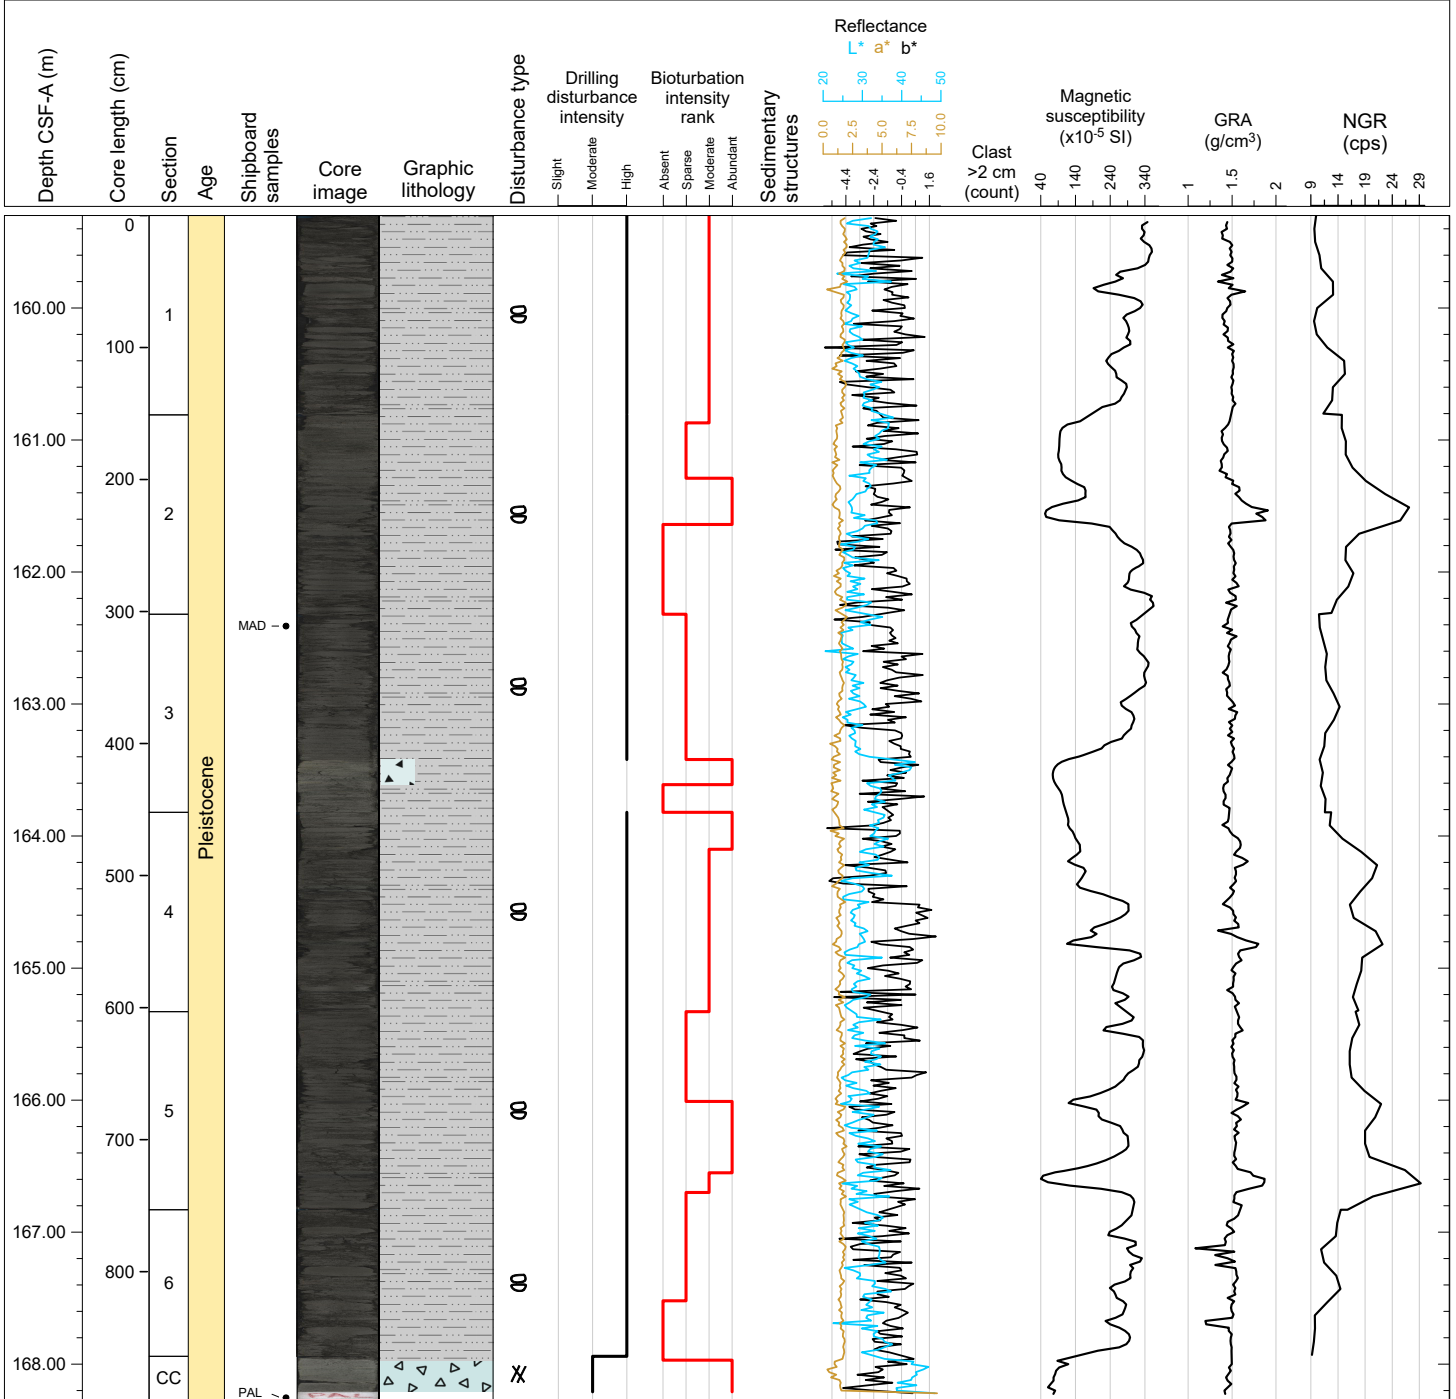 Depth CSF-A (m)
Core length (cm)
Section
Age
Shipboard
samples
Core
image
Graphic
lithology
Disturbance type
Drilling
disturbance
intensity
Slight
Moderate
High
Bioturbation
intensity
rank
Absent
Sparse
Moderate
Abundant
Sedimentary
structures
Reflectance
L* a* b*
20 30 40 50
0.0 2.5 5.0 7.5 10.0
-4.4 -2.4 -0.4 1.6
Clast
>2 cm
(count)
Magnetic
susceptibility
(x10-5 SI)
40 140 240 340
GRA
(g/cm3)
1 1.5 2
NGR
(cps)
9 14 19 24 29
0
160.00
1
100
161.00
200
2
162.00
300
MAD
163.00
3
400
Pleistocene
164.00
500
4
165.00
600
166.00
5
700
167.00
800
6
168.00
CC
PAL
PAL